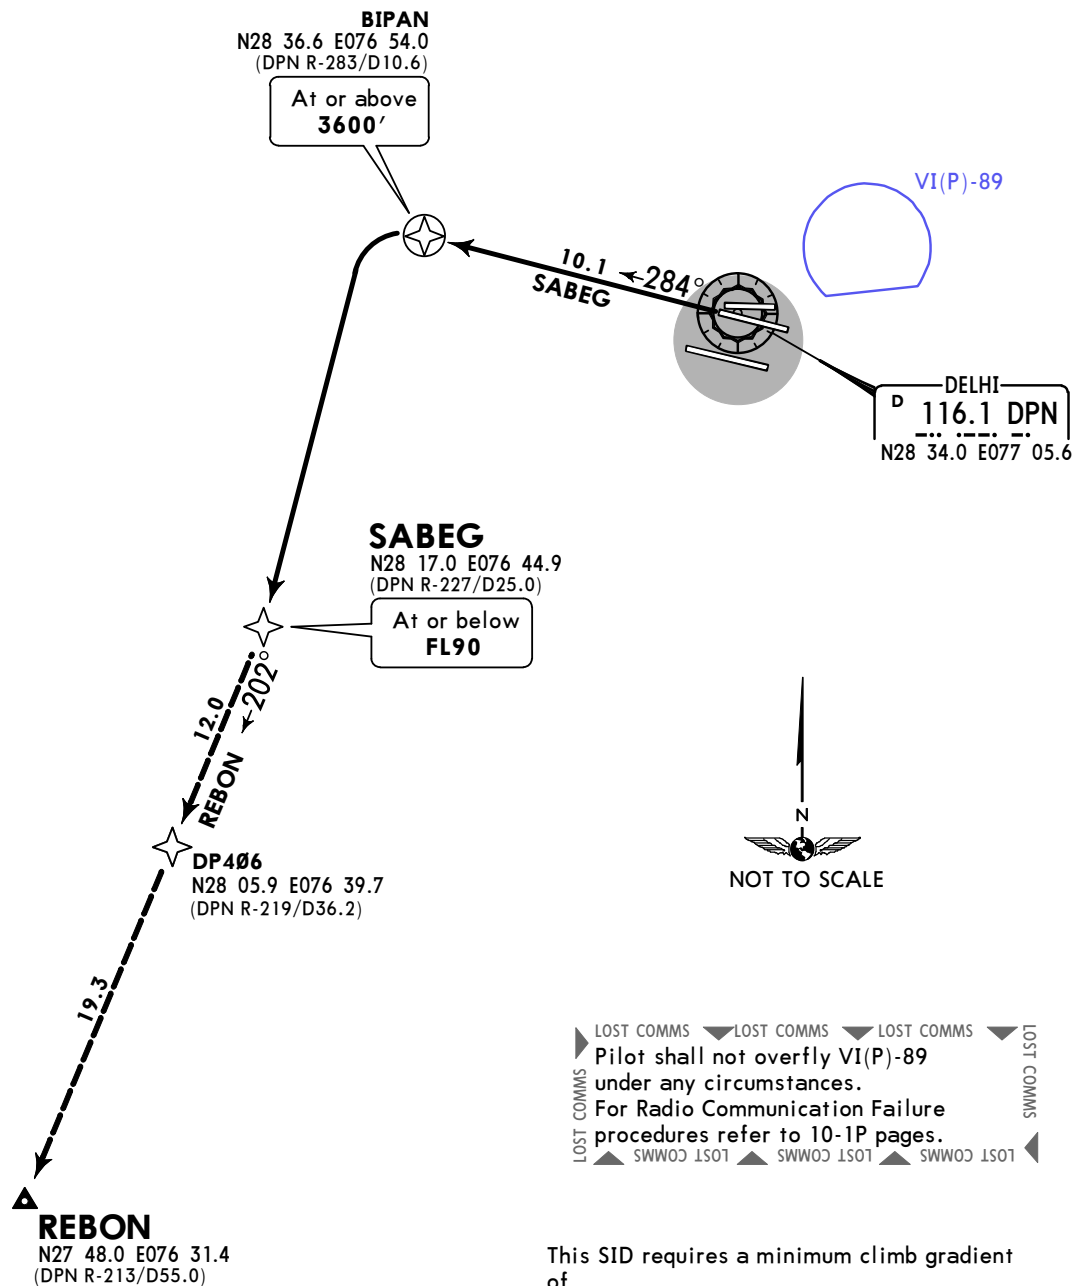 BIPAN
N28 36.6 E076 54.0
(DPN R-283/D10.6)
At or above
3600′
VI(P)-89
10.1
284°
SABEG
DELHI
D
116.1 DPN
N28 34.0 E077 05.6
SABEG
N28 17.0 E076 44.9
(DPN R-227/D25.0)
At or below
FL90
12.0
202°
REBON
DP4Ø6
N28 05.9 E076 39.7
(DPN R-219/D36.2)
N
NOT TO SCALE
19.3
LOST COMMS LOST COMMS LOST COMMS
LOST COMMS
LOST COMMS
Pilot shall not overfly VI(P)-89
under any circumstances.
For Radio Communication Failure
procedures refer to 10-1P pages.
LOST COMMS LOST COMMS LOST COMMS
REBON
N27 48.0 E076 31.4
(DPN R-213/D55.0)
This SID requires a minimum climb gradient
of